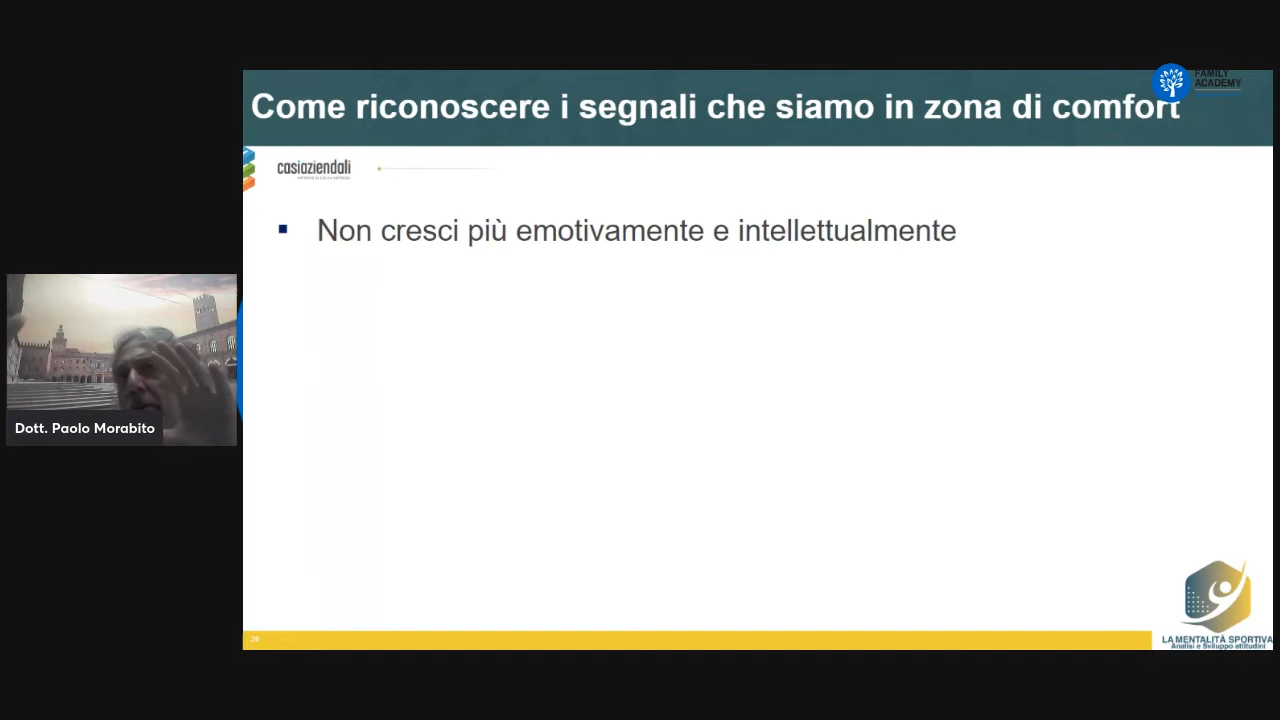 FAMILY
ACADEMY
Come riconoscere i segnali che siamo in zona di comfort
casiaziendali
Non cresci più emotivamente e intellettualmente
Dott. Paolo Morabito
29
LA MENTALITÀ SPORTIVA
Analisi e Sviluppo attitudini